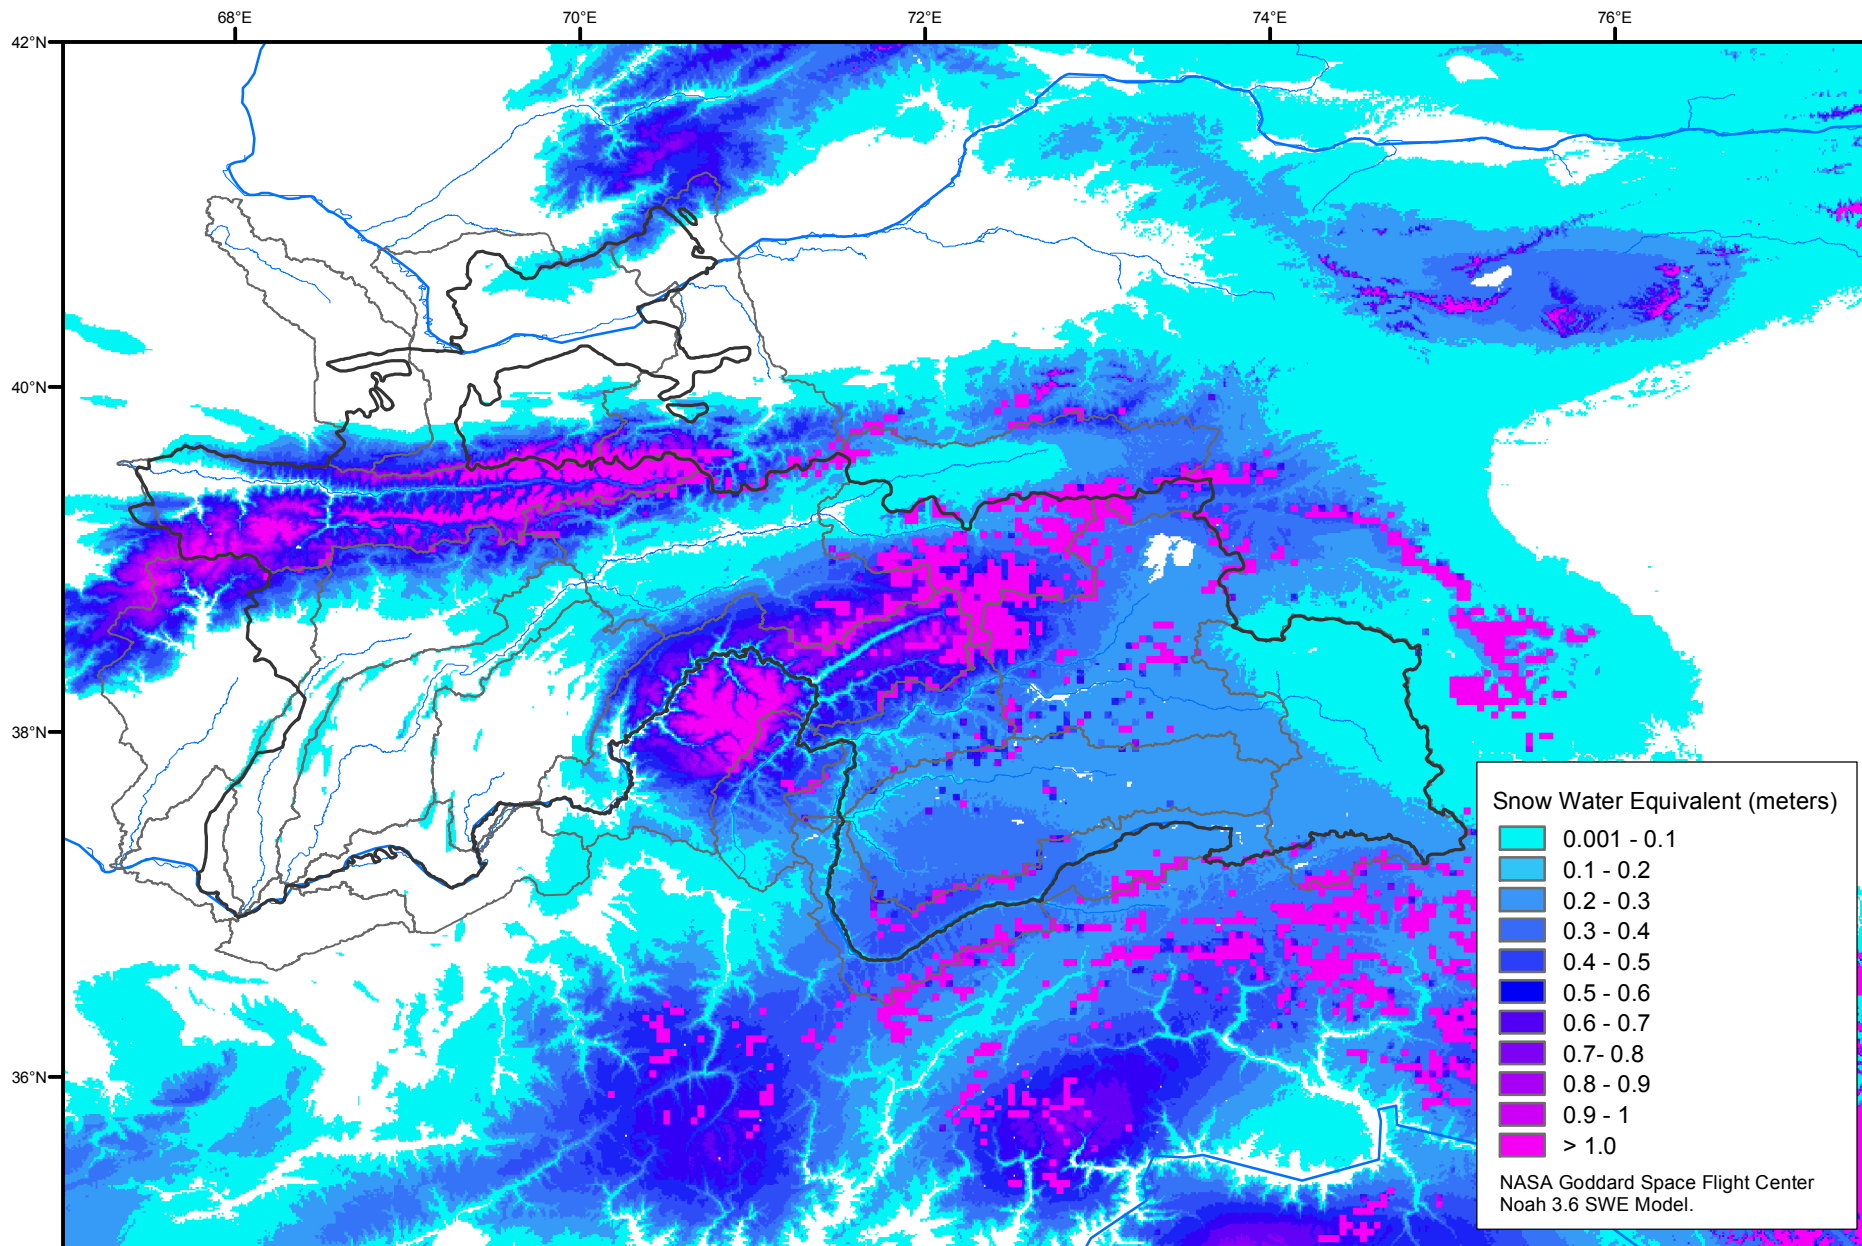 68°E 70°E 72°E 74°E 76°E
42°N
40°N
38°N
36°N
Snow Water Equivalent (meters)
0.001 - 0.1
0.1 - 0.2
0.2 - 0.3
0.3 - 0.4
0.4 - 0.5
0.5 - 0.6
0.6 - 0.7
0.7- 0.8
0.8 - 0.9
0.9 - 1
> 1.0
NASA Goddard Space Flight Center
Noah 3.6 SWE Model.